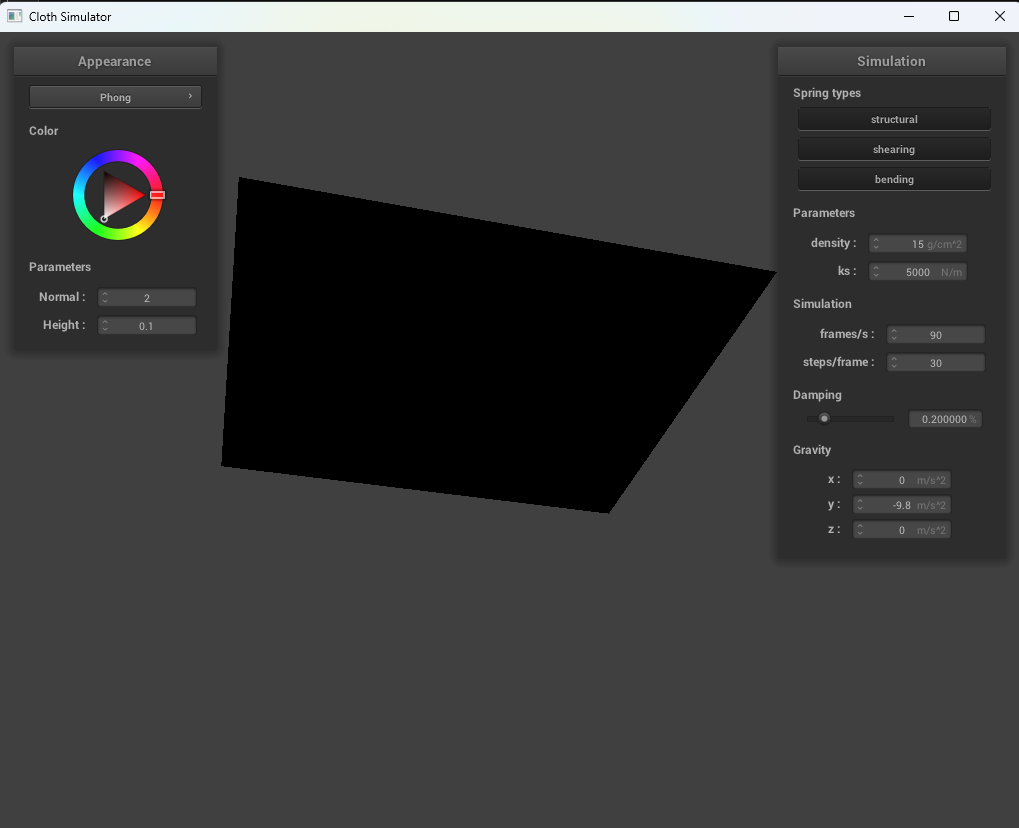 Cloth Simulator
Appearance
Phong
Color
Parameters
Normal : 2
Height : 0.1
Simulation
Spring types
structural
shearing
bending
Parameters
density : 15 g/cm^2
ks : 5000 N/m
Simulation
frames/s : 90
steps/frame : 30
Damping
0.200000 %
Gravity
x : 0 m/s^2
y : -9.8 m/s^2
z : 0 m/s^2